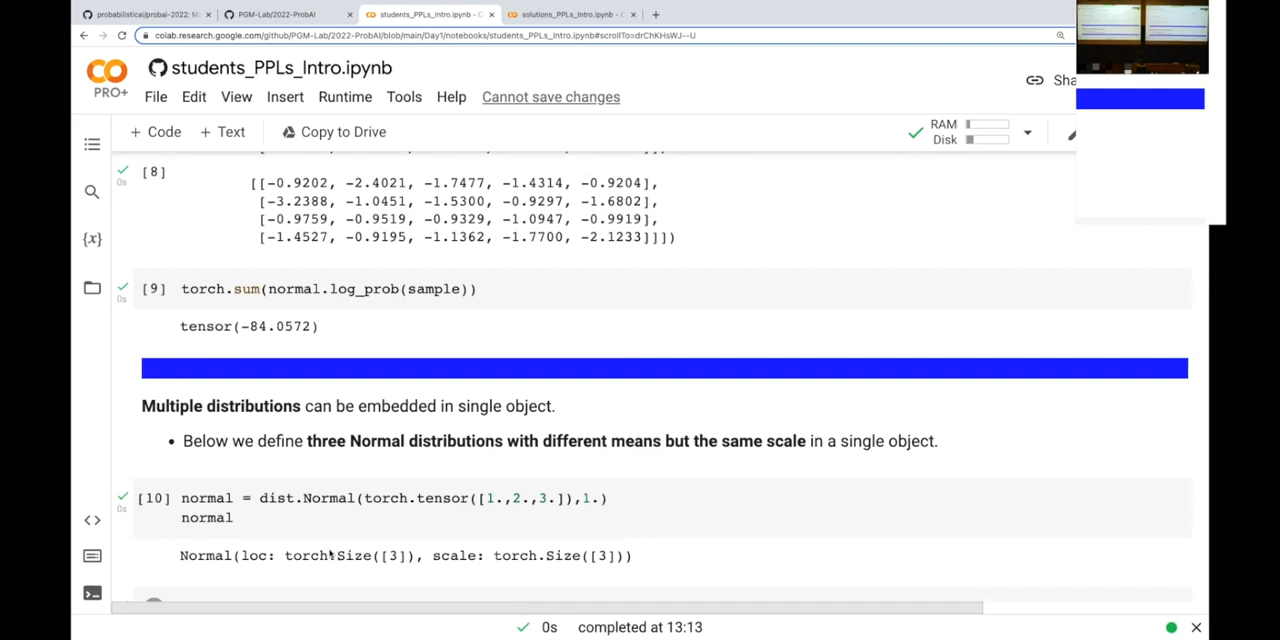 probabilisticai/probai-2022: Ma
PGM-Lab/2022-ProbAI
students_PPLs_Intro.ipynb - C
solutions_PPLs_Intro.ipynb - C
colab.research.google.com/github/PGM-Lab/2022-ProbAI/blob/main/Day1/notebooks/students_PPLs_Intro.ipynb#scrollTo=drChKHsWJ--U
PRO+
students_PPLs_Intro.ipynb
File Edit View Insert Runtime Tools Help Cannot save changes
Sha
+ Code + Text Copy to Drive
RAM
Disk
[8]
0s
[[-0.9202, -2.4021, -1.7477, -1.4314, -0.9204],
[-3.2388, -1.0451, -1.5300, -0.9297, -1.6802],
[-0.9759, -0.9519, -0.9329, -1.0947, -0.9919],
[-1.4527, -0.9195, -1.1362, -1.7700, -2.1233]]])
[9] torch.sum(normal.log_prob(sample))
0s
tensor(-84.0572)
Multiple distributions can be embedded in single object.
• Below we define three Normal distributions with different means but the same scale in a single object.
[10] normal = dist.Normal(torch.tensor([1.,2.,3.]),1.)
0s
normal
Normal(loc: torch.Size([3]), scale: torch.Size([3]))
0s completed at 13:13